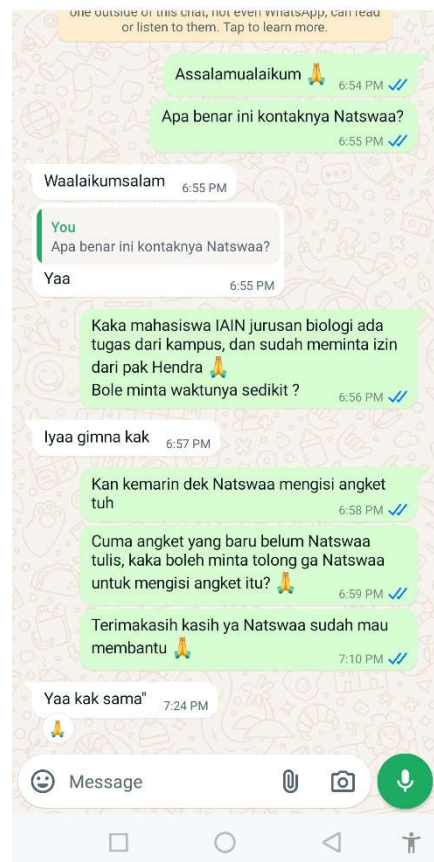 one outside of this chat, not even WhatsApp, can read
or listen to them. Tap to learn more.
Assalamualaikum 🙏
6:54 PM
Apa benar ini kontaknya Natswaa?
6:55 PM
Waalaikumsalam 6:55 PM
You
Apa benar ini kontaknya Natswaa?
Yaa
6:55 PM
Kaka mahasiswa IAIN jurusan biologi ada
tugas dari kampus, dan sudah meminta izin
dari pak Hendra 🙏
Bole minta waktunya sedikit ?
6:56 PM
Iyaa gimna kak 6:57 PM
Kan kemarin dek Natswaa mengisi angket
tuh
6:58 PM
Cuma angket yang baru belum Natswaa
tulis, kaka boleh minta tolong ga Natswaa
untuk mengisi angket itu? 🙏
6:59 PM
Terimakasih kasih ya Natswaa sudah mau
membantu 🙏
7:10 PM
Yaa kak sama" 7:24 PM
🙏
Message